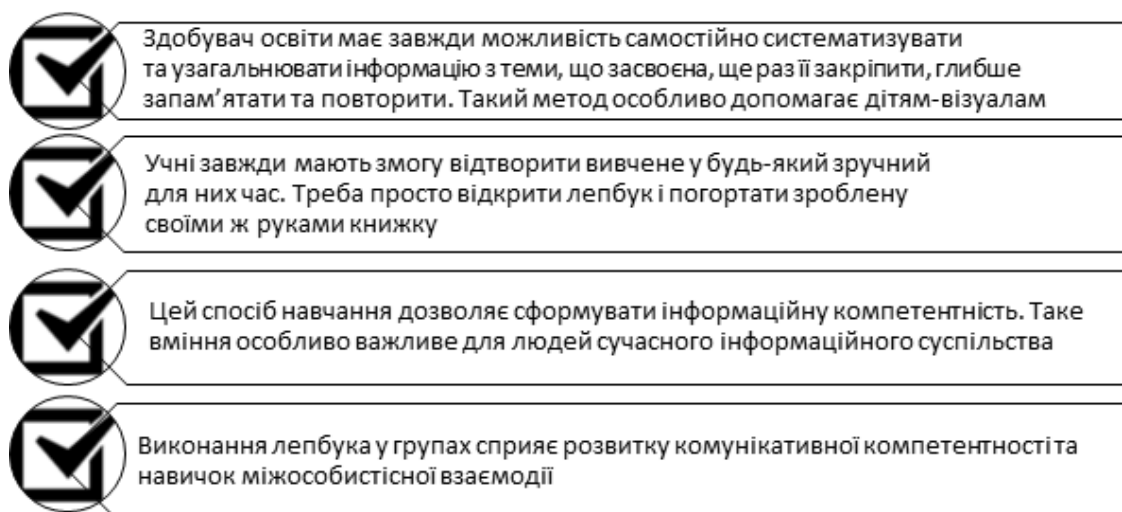 Здобувач освіти має завжди можливість самостійно систематизувати
та узагальнювати інформацію з теми, що засвоєна, ще раз її закріпити, глибше
запам’ятати та повторити. Такий метод особливо допомагає дітям-візуалам
Учні завжди мають змогу відтворити вивчене у будь-який зручний
для них час. Треба просто відкрити лепбук і погортати зроблену
своїми ж руками книжку
Цей спосіб навчання дозволяє сформувати інформаційну компетентність. Таке
вміння особливо важливе для людей сучасного інформаційного суспільства
Виконання лепбука у групах сприяє розвитку комунікативної компетентності та
навичок міжособистісної взаємодії